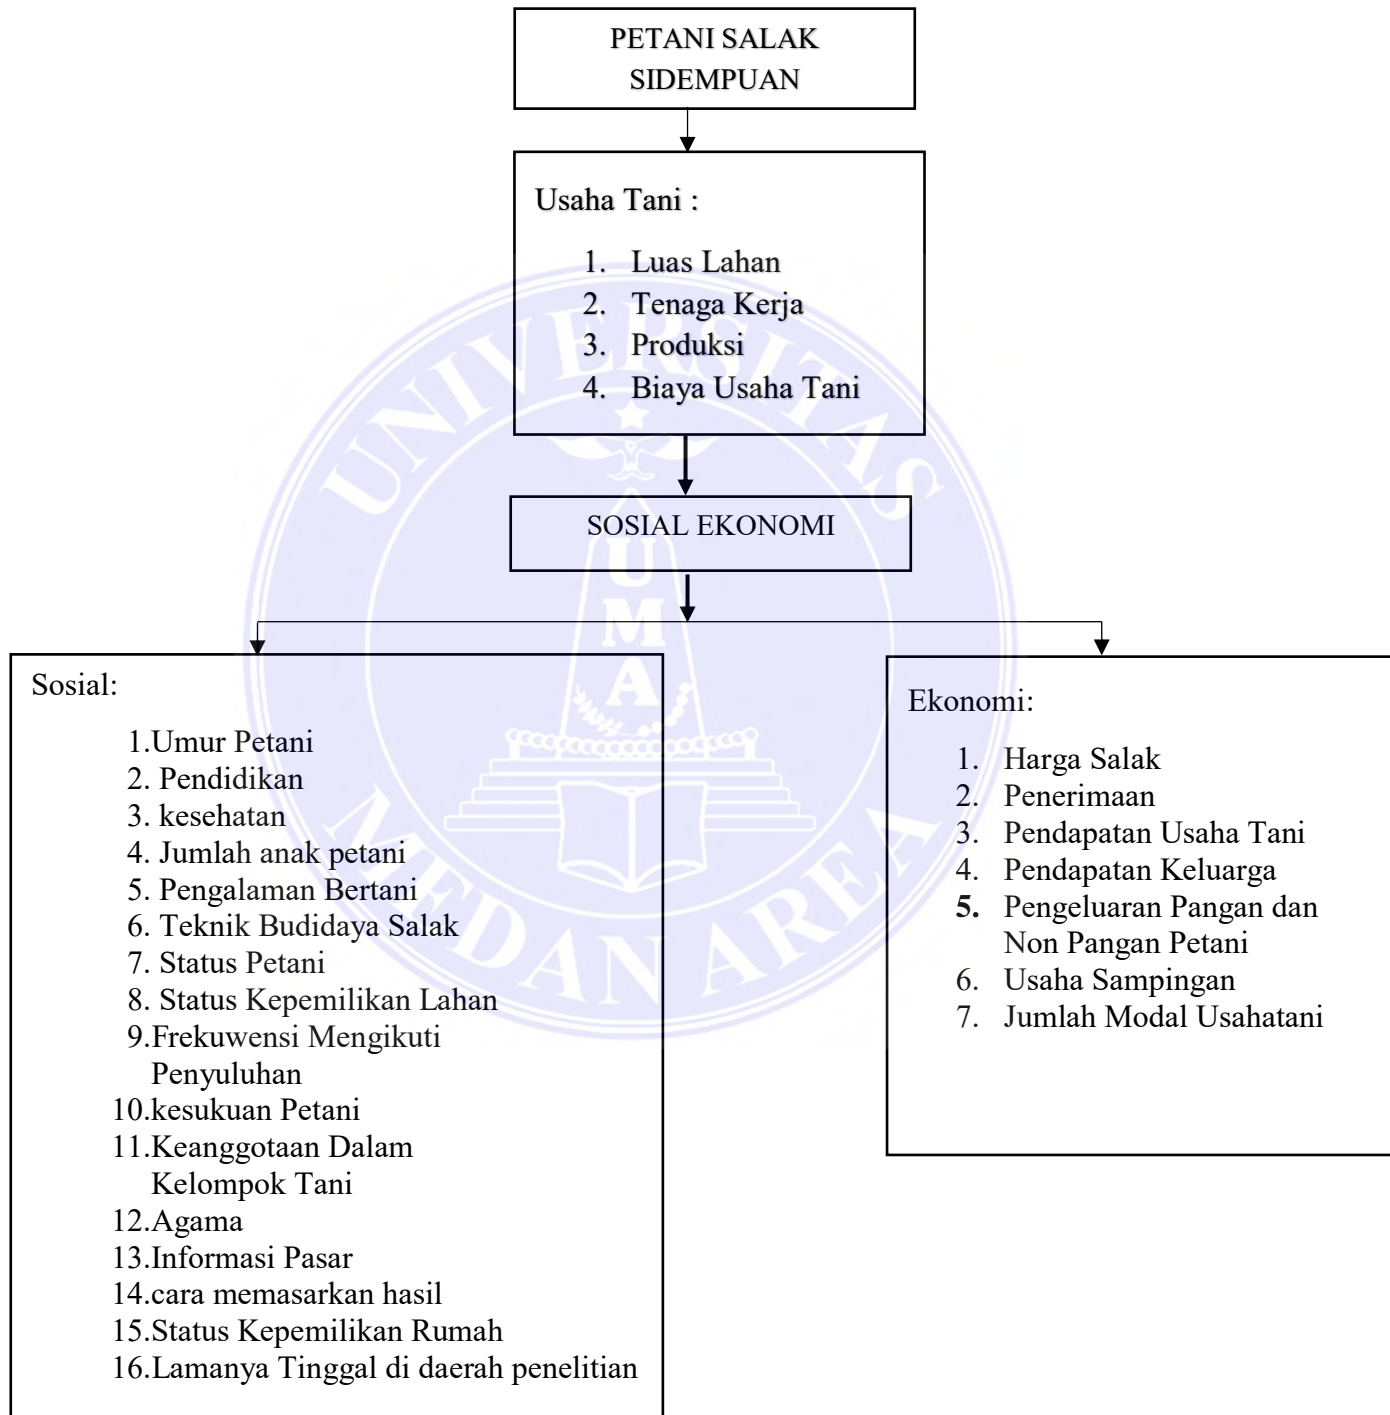 PETANI SALAK
SIDEMPUAN
Usaha Tani :
1. Luas Lahan
2. Tenaga Kerja
3. Produksi
4. Biaya Usaha Tani
SOSIAL EKONOMI
Sosial:
1.Umur Petani
2. Pendidikan
3. kesehatan
4. Jumlah anak petani
5. Pengalaman Bertani
6. Teknik Budidaya Salak
7. Status Petani
8. Status Kepemilikan Lahan
9.Frekuwensi Mengikuti
Penyuluhan
10.kesukuan Petani
11.Keanggotaan Dalam
Kelompok Tani
12.Agama
13.Informasi Pasar
14.cara memasarkan hasil
15.Status Kepemilikan Rumah
16.Lamanya Tinggal di daerah penelitian
Ekonomi:
1. Harga Salak
2. Penerimaan
3. Pendapatan Usaha Tani
4. Pendapatan Keluarga
5. Pengeluaran Pangan dan
Non Pangan Petani
6. Usaha Sampingan
7. Jumlah Modal Usahatani
UNIVERSITAS
MEDAN AREA
U
M
A